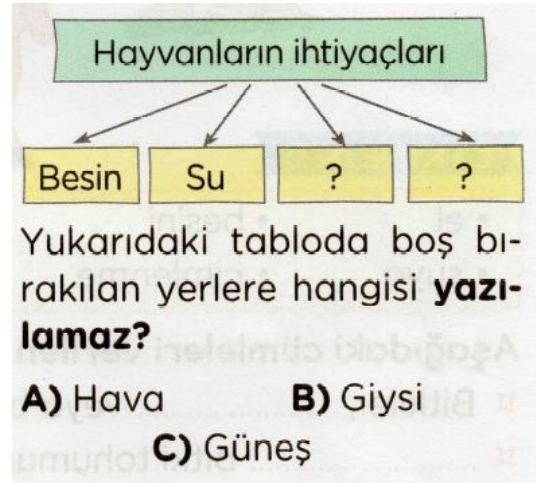 Hayvanların ihtiyaçları
Besin Su ? ?
Yukarıdaki tabloda boş bı-
rakılan yerlere hangisi yazı-
lamaz?
A) Hava B) Giysi
C) Güneş